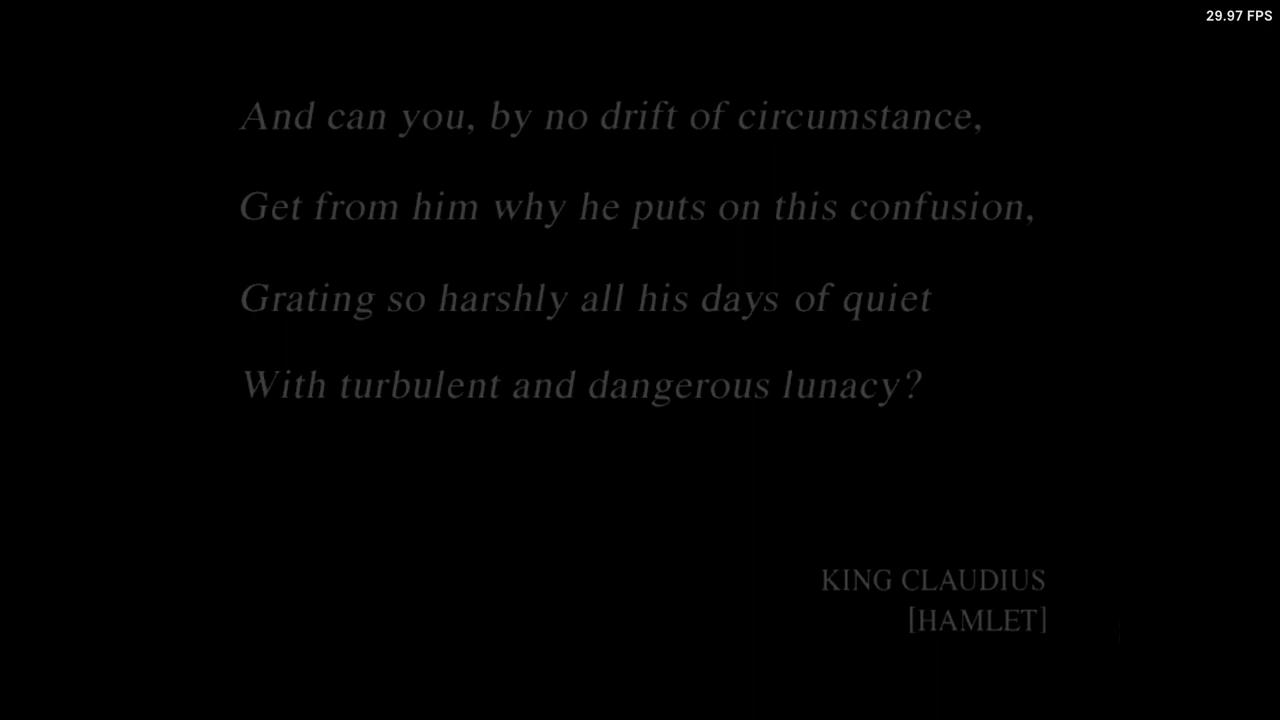 29.97 FPS
And can you, by no drift of circumstance,
Get from him why he puts on this confusion,
Grating so harshly all his days of quiet
With turbulent and dangerous lunacy?
KING CLAUDIUS
[HAMLET]